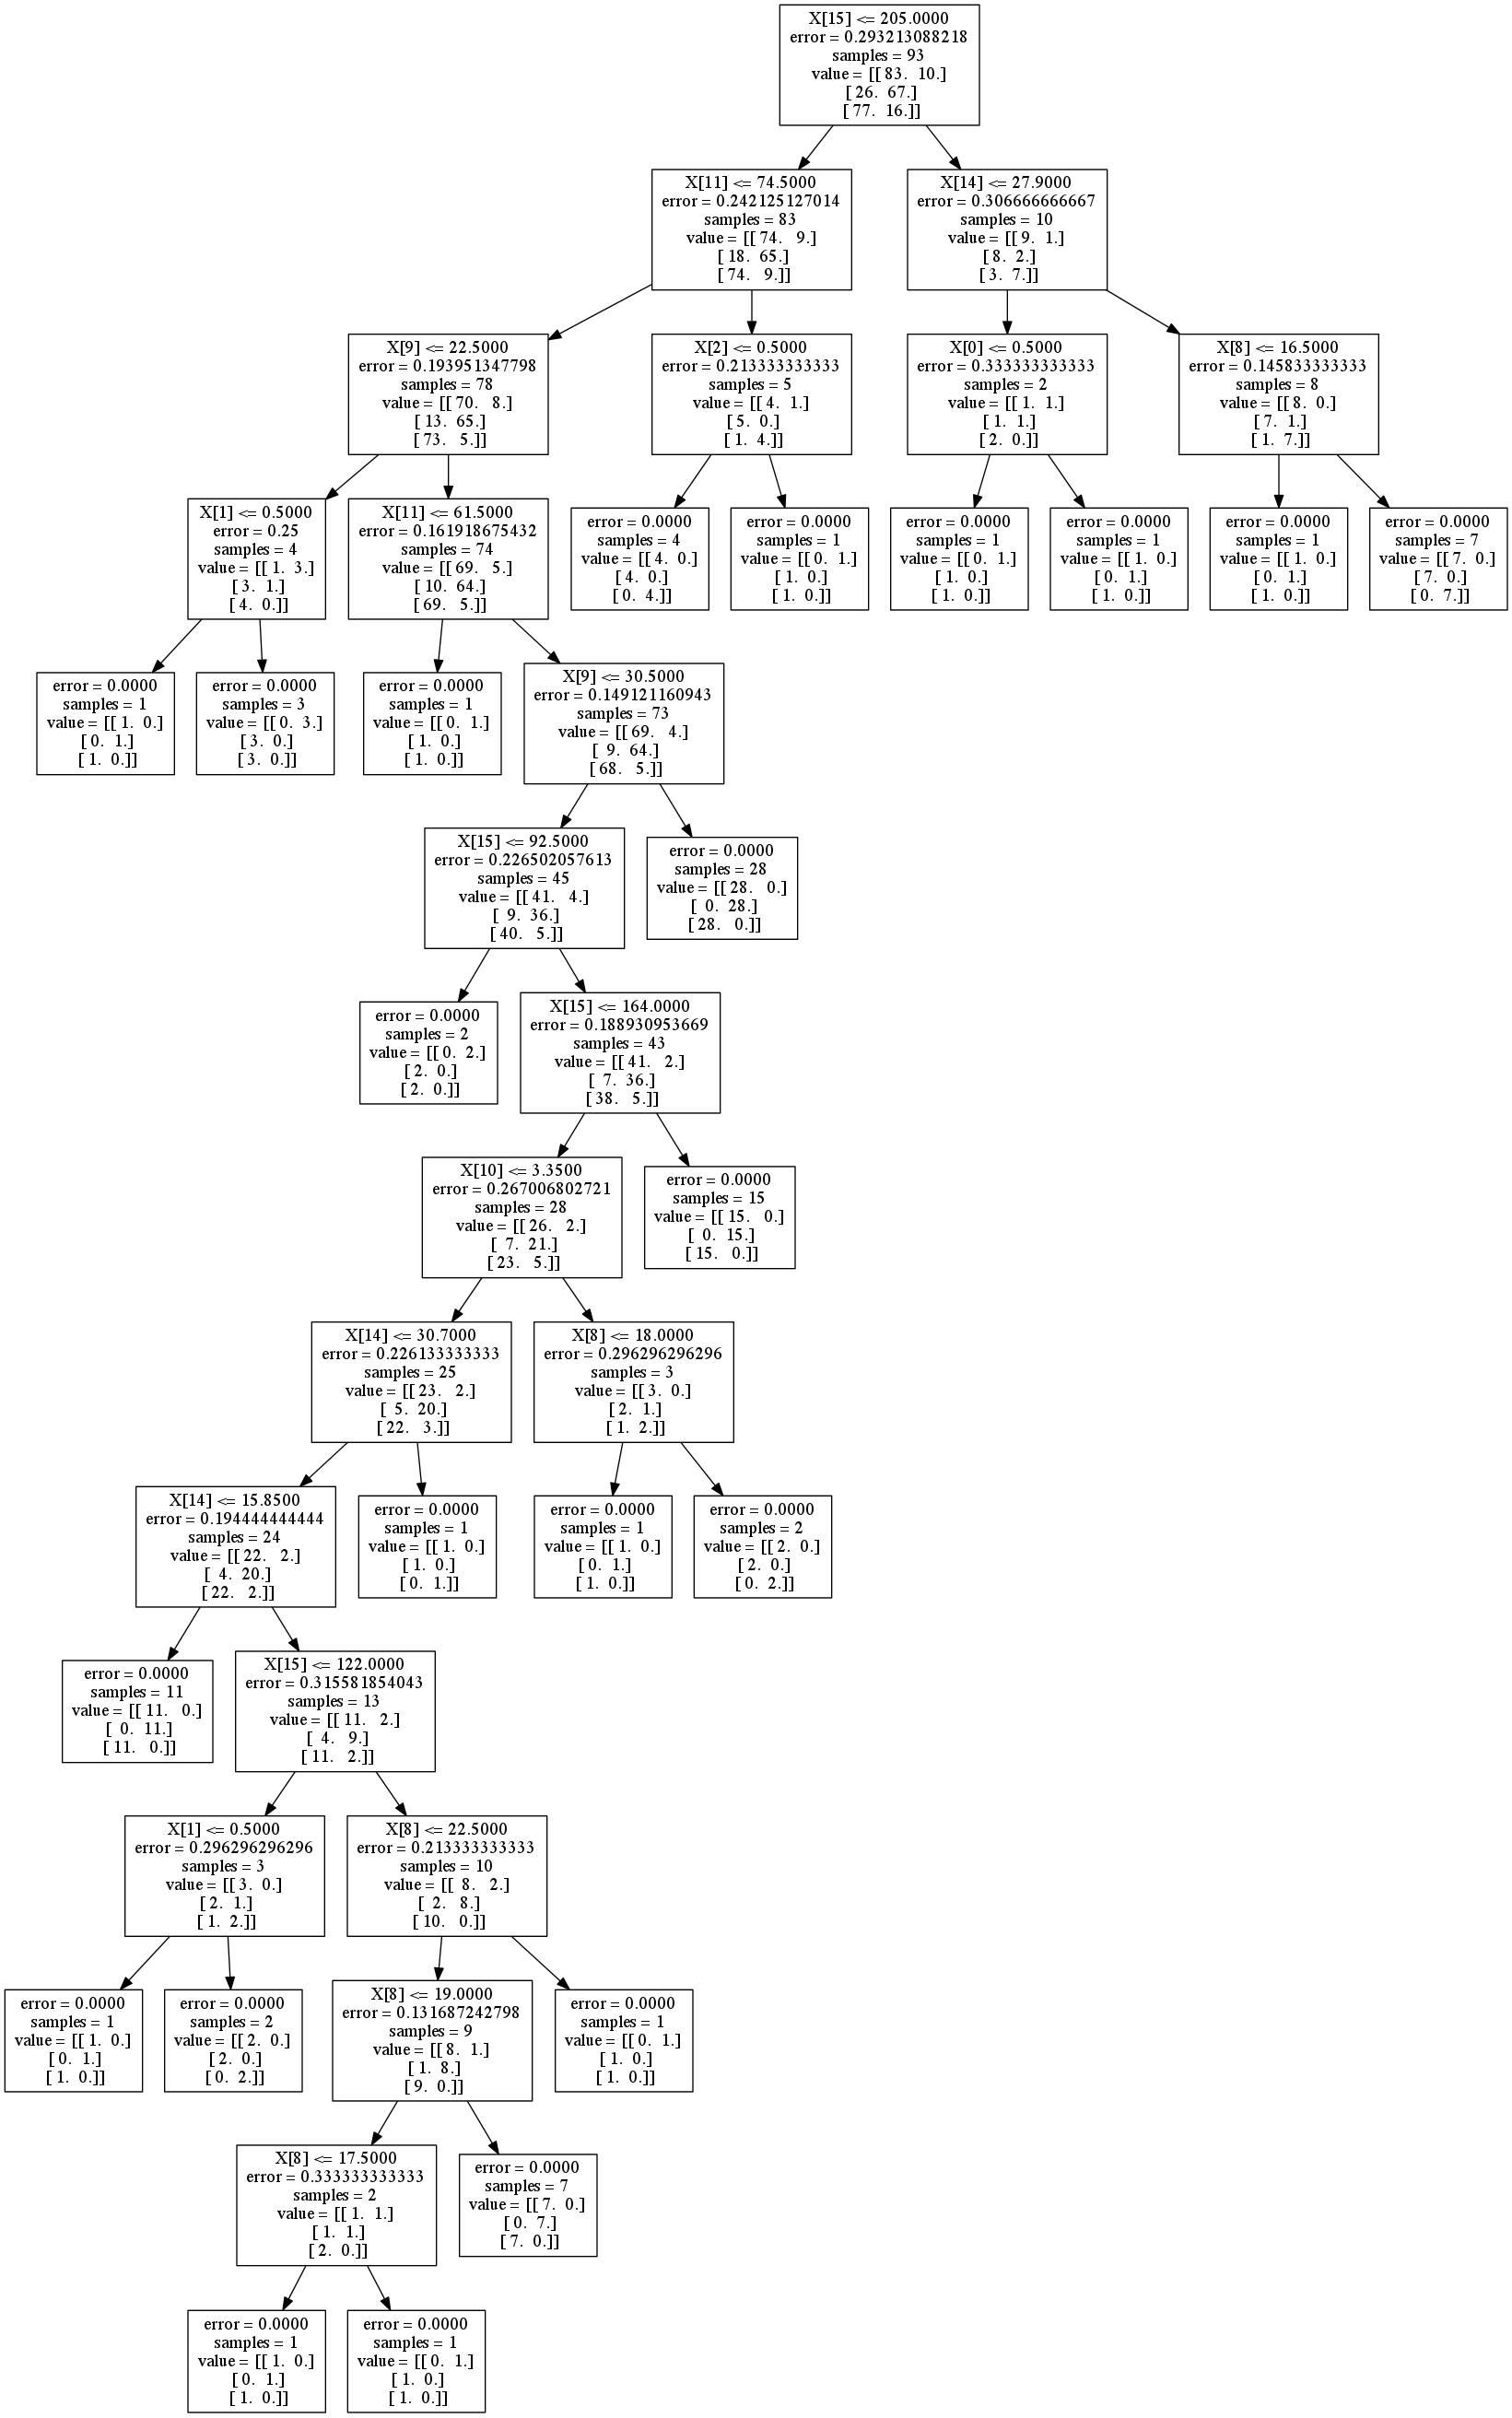 X[15] <= 205.0000
error = 0.293213088218
samples = 93
value = [[ 83.  10.]
[ 26.  67.]
[ 77.  16.]]
X[11] <= 74.5000
error = 0.242125127014
samples = 83
value = [[ 74.   9.]
[ 18.  65.]
[ 74.   9.]]
X[14] <= 27.9000
error = 0.306666666667
samples = 10
value = [[ 9.  1.]
[ 8.  2.]
[ 3.  7.]]
X[9] <= 22.5000
error = 0.193951347798
samples = 78
value = [[ 70.   8.]
[ 13.  65.]
[ 73.   5.]]
X[2] <= 0.5000
error = 0.213333333333
samples = 5
value = [[ 4.  1.]
[ 5.  0.]
[ 1.  4.]]
X[0] <= 0.5000
error = 0.333333333333
samples = 2
value = [[ 1.  1.]
[ 1.  1.]
[ 2.  0.]]
X[8] <= 16.5000
error = 0.145833333333
samples = 8
value = [[ 8.  0.]
[ 7.  1.]
[ 1.  7.]]
X[1] <= 0.5000
error = 0.25
samples = 4
value = [[ 1.  3.]
[ 3.  1.]
[ 4.  0.]]
X[11] <= 61.5000
error = 0.161918675432
samples = 74
value = [[ 69.   5.]
[ 10.  64.]
[ 69.   5.]]
error = 0.0000
samples = 4
value = [[ 4.  0.]
[ 4.  0.]
[ 0.  4.]]
error = 0.0000
samples = 1
value = [[ 0.  1.]
[ 1.  0.]
[ 1.  0.]]
error = 0.0000
samples = 1
value = [[ 0.  1.]
[ 1.  0.]
[ 1.  0.]]
error = 0.0000
samples = 1
value = [[ 1.  0.]
[ 0.  1.]
[ 1.  0.]]
error = 0.0000
samples = 1
value = [[ 1.  0.]
[ 0.  1.]
[ 1.  0.]]
error = 0.0000
samples = 7
value = [[ 7.  0.]
[ 7.  0.]
[ 0.  7.]]
error = 0.0000
samples = 1
value = [[ 1.  0.]
[ 0.  1.]
[ 1.  0.]]
error = 0.0000
samples = 3
value = [[ 0.  3.]
[ 3.  0.]
[ 3.  0.]]
error = 0.0000
samples = 1
value = [[ 0.  1.]
[ 1.  0.]
[ 1.  0.]]
X[9] <= 30.5000
error = 0.149121160943
samples = 73
value = [[ 69.   4.]
[  9.  64.]
[ 68.   5.]]
X[15] <= 92.5000
error = 0.226502057613
samples = 45
value = [[ 41.   4.]
[  9.  36.]
[ 40.   5.]]
error = 0.0000
samples = 28
value = [[ 28.   0.]
[  0.  28.]
[ 28.   0.]]
error = 0.0000
samples = 2
value = [[ 0.  2.]
[ 2.  0.]
[ 2.  0.]]
X[15] <= 164.0000
error = 0.188930953669
samples = 43
value = [[ 41.   2.]
[  7.  36.]
[ 38.   5.]]
X[10] <= 3.3500
error = 0.267006802721
samples = 28
value = [[ 26.   2.]
[  7.  21.]
[ 23.   5.]]
error = 0.0000
samples = 15
value = [[ 15.   0.]
[  0.  15.]
[ 15.   0.]]
X[14] <= 30.7000
error = 0.226133333333
samples = 25
value = [[ 23.   2.]
[  5.  20.]
[ 22.   3.]]
X[8] <= 18.0000
error = 0.296296296296
samples = 3
value = [[ 3.  0.]
[ 2.  1.]
[ 1.  2.]]
X[14] <= 15.8500
error = 0.194444444444
samples = 24
value = [[ 22.   2.]
[  4.  20.]
[ 22.   2.]]
error = 0.0000
samples = 1
value = [[ 1.  0.]
[ 1.  0.]
[ 0.  1.]]
error = 0.0000
samples = 1
value = [[ 1.  0.]
[ 0.  1.]
[ 1.  0.]]
error = 0.0000
samples = 2
value = [[ 2.  0.]
[ 2.  0.]
[ 0.  2.]]
error = 0.0000
samples = 11
value = [[ 11.   0.]
[  0.  11.]
[ 11.   0.]]
X[15] <= 122.0000
error = 0.315581854043
samples = 13
value = [[ 11.   2.]
[  4.   9.]
[ 11.   2.]]
X[1] <= 0.5000
error = 0.296296296296
samples = 3
value = [[ 3.  0.]
[ 2.  1.]
[ 1.  2.]]
X[8] <= 22.5000
error = 0.213333333333
samples = 10
value = [[  8.   2.]
[  2.   8.]
[ 10.   0.]]
error = 0.0000
samples = 1
value = [[ 1.  0.]
[ 0.  1.]
[ 1.  0.]]
error = 0.0000
samples = 2
value = [[ 2.  0.]
[ 2.  0.]
[ 0.  2.]]
X[8] <= 19.0000
error = 0.131687242798
samples = 9
value = [[ 8.  1.]
[ 1.  8.]
[ 9.  0.]]
error = 0.0000
samples = 1
value = [[ 0.  1.]
[ 1.  0.]
[ 1.  0.]]
X[8] <= 17.5000
error = 0.333333333333
samples = 2
value = [[ 1.  1.]
[ 1.  1.]
[ 2.  0.]]
error = 0.0000
samples = 7
value = [[ 7.  0.]
[ 0.  7.]
[ 7.  0.]]
error = 0.0000
samples = 1
value = [[ 1.  0.]
[ 0.  1.]
[ 1.  0.]]
error = 0.0000
samples = 1
value = [[ 0.  1.]
[ 1.  0.]
[ 1.  0.]]